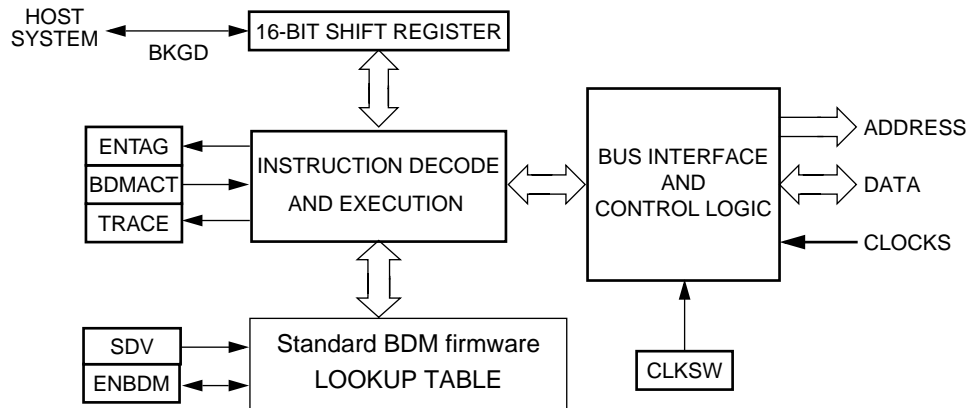 HOST
SYSTEM
BKGD
16-BIT SHIFT REGISTER
ENTAG
BDMACT
TRACE
INSTRUCTION DECODE
AND EXECUTION
BUS INTERFACE
AND
CONTROL LOGIC
ADDRESS
DATA
CLOCKS
SDV
ENBDM
Standard BDM firmware
LOOKUP TABLE
CLKSW